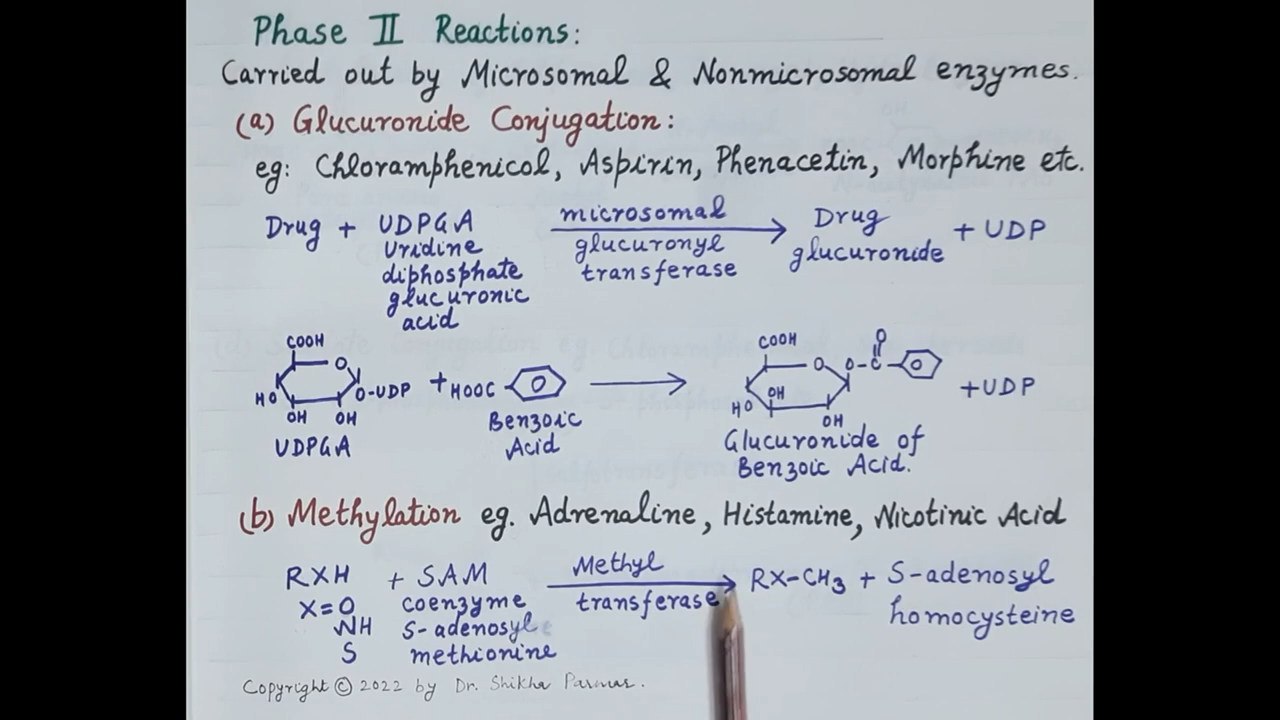 Phase II Reactions:
Carried out by Microsomal & Nonmicrosomal enzymes.
(a) Glucuronide Conjugation:
eg: Chloramphenicol, Aspirin, Phenacetin, Morphine etc.
Drug + UDPGA microsomal glucuronyl transferase Drug glucuronide + UDP
Uridine
diphosphate
glucuronic
acid
COOH O HO OH OH O-UDP + HOOC O COOH O O-C O HO OH OH + UDP
UDPGA
Benzoic
Acid
Glucuronide of
Benzoic Acid.
(b) Methylation eg. Adrenaline, Histamine, Nicotinic Acid
RXH + SAM Methyl transferase RX-CH3 + S-adenosyl
X=O coenzyme homocysteine
NH S-adenosyl
S methionine
Copyright © 2022 by Dr. Shikha Parmar.